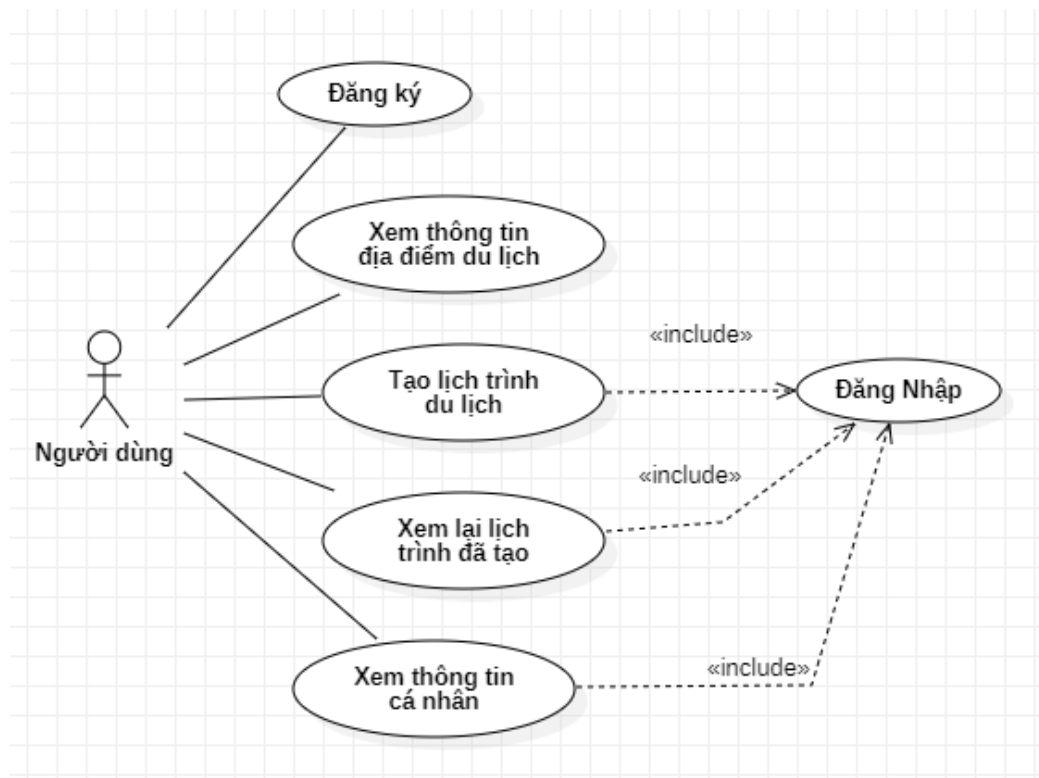 Đăng ký
Xem thông tin
địa điểm du lịch
«include»
Tạo lịch trình
du lịch
Đăng Nhập
Người dùng
«include»
Xem lại lịch
trình đã tạo
«include»
Xem thông tin
cá nhân